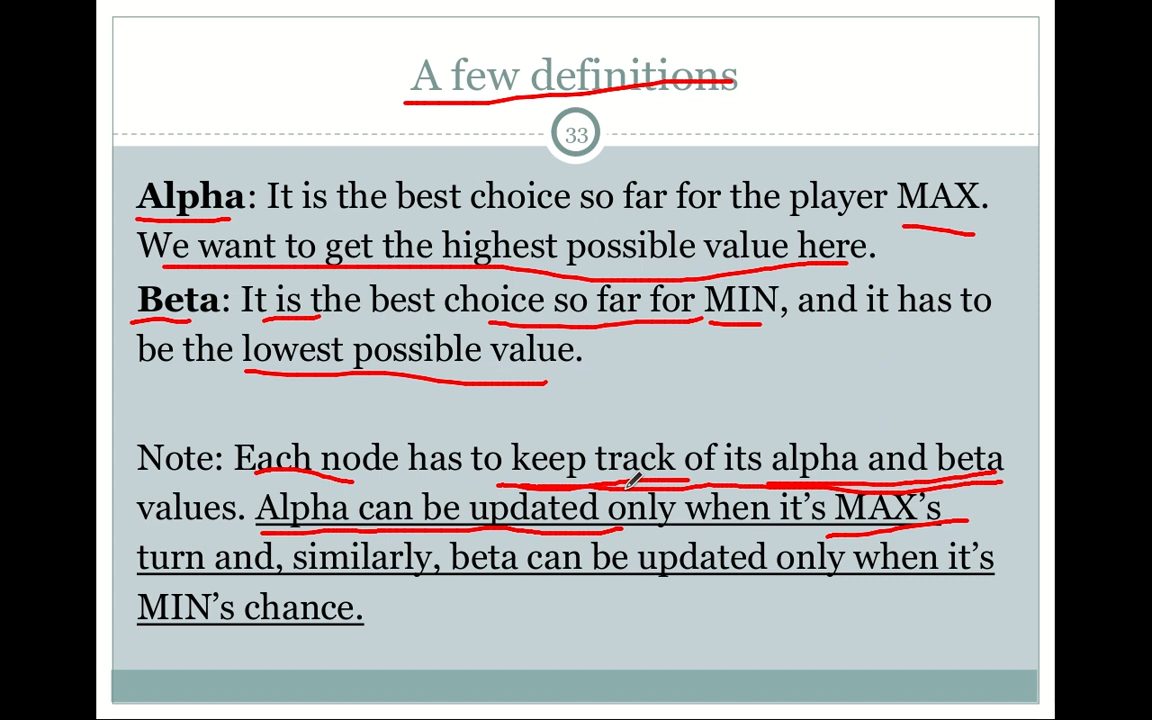 A few definitions
33
Alpha: It is the best choice so far for the player MAX.
We want to get the highest possible value here.
Beta: It is the best choice so far for MIN, and it has to
be the lowest possible value.
Note: Each node has to keep track of its alpha and beta
values. Alpha can be updated only when it’s MAX’s
turn and, similarly, beta can be updated only when it’s
MIN’s chance.